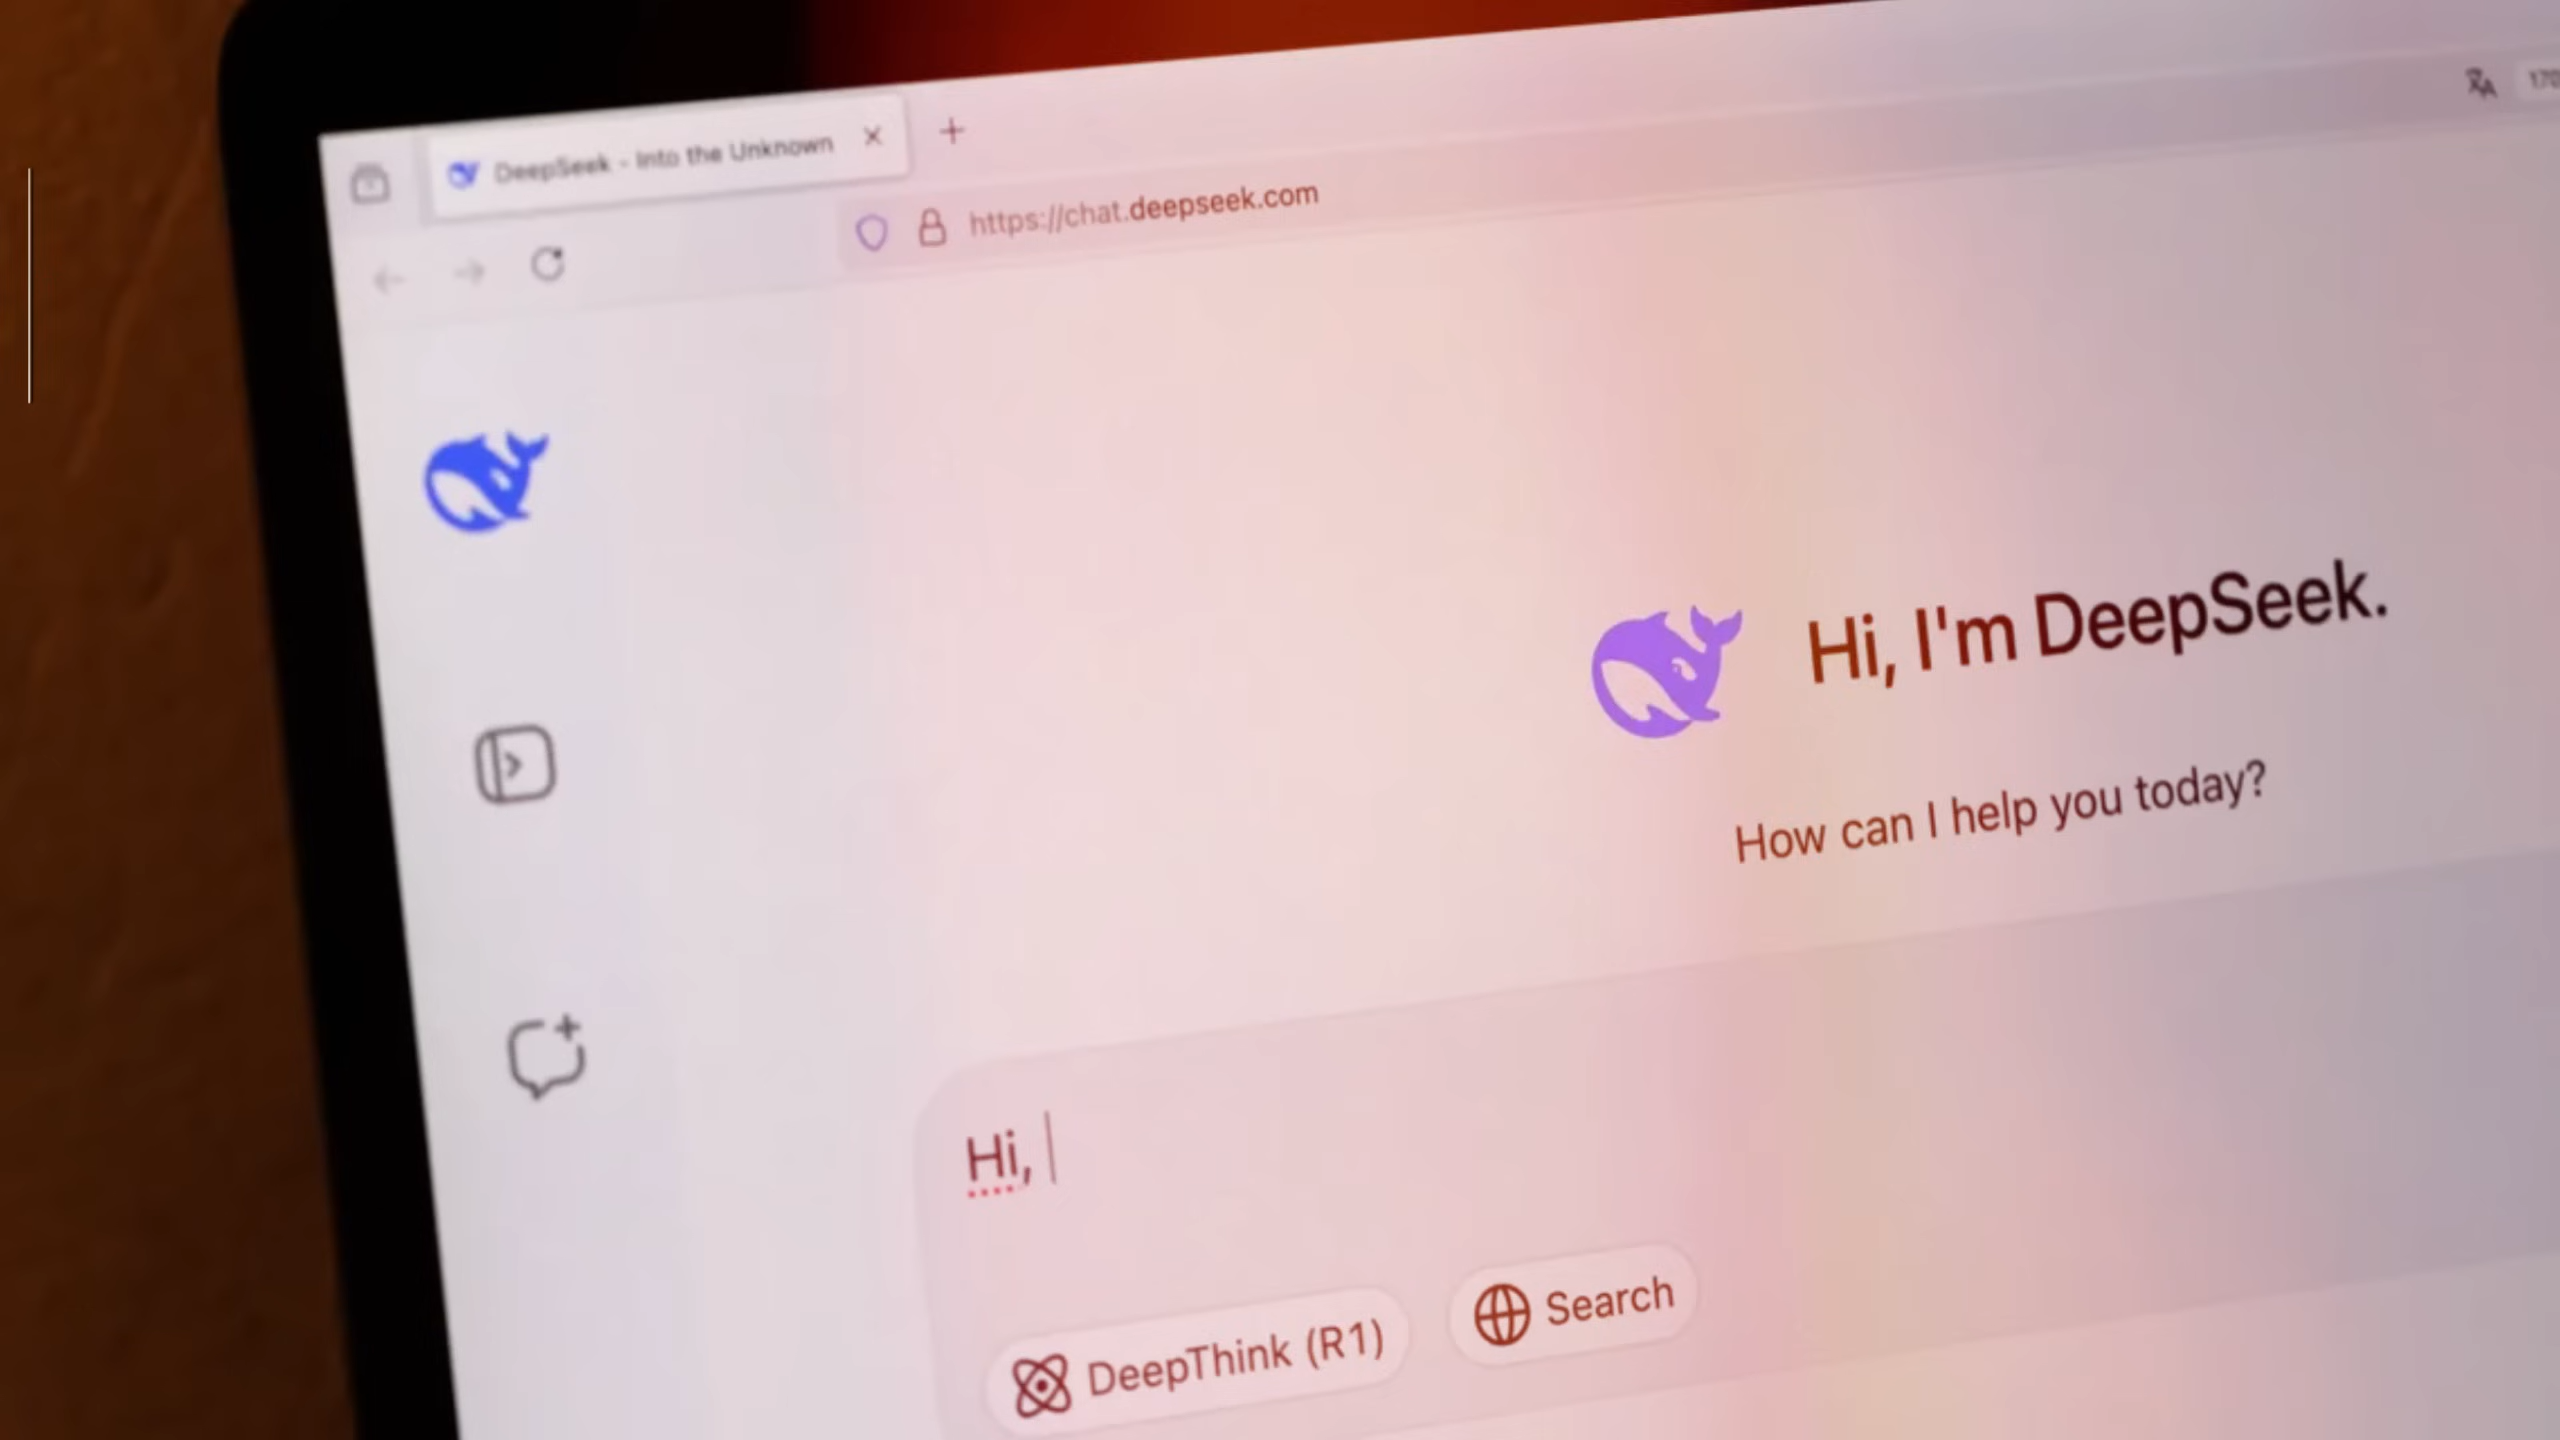 DeepSeek - Into the Unknown
https://chat.deepseek.com
Hi, I'm DeepSeek.
How can I help you today?
Hi,
DeepThink (R1)
Search